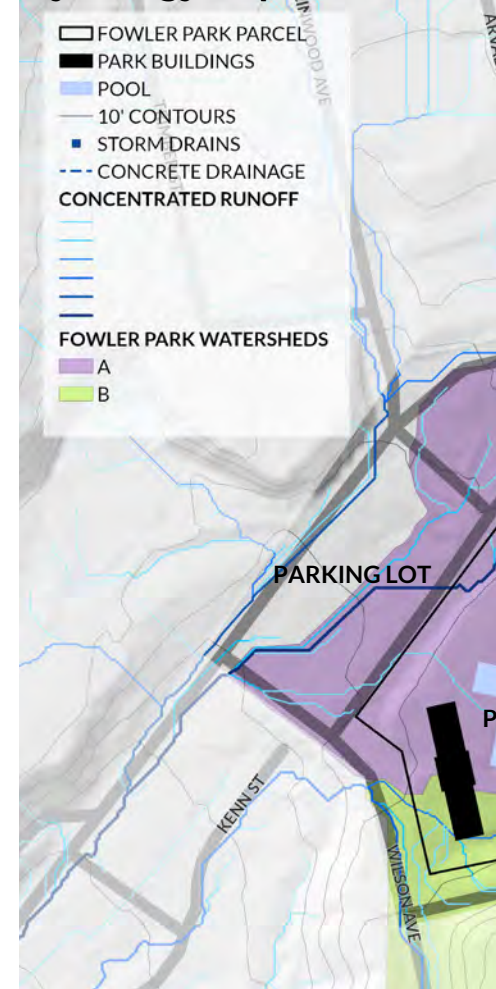 FOWLER PARK PARCEL
PARK BUILDINGS
POOL
10' CONTOURS
STORM DRAINS
CONCRETE DRAINAGE
CONCENTRATED RUNOFF
FOWLER PARK WATERSHEDS
A
B
PARKING LOT
P
KENN ST
WILSON AVE